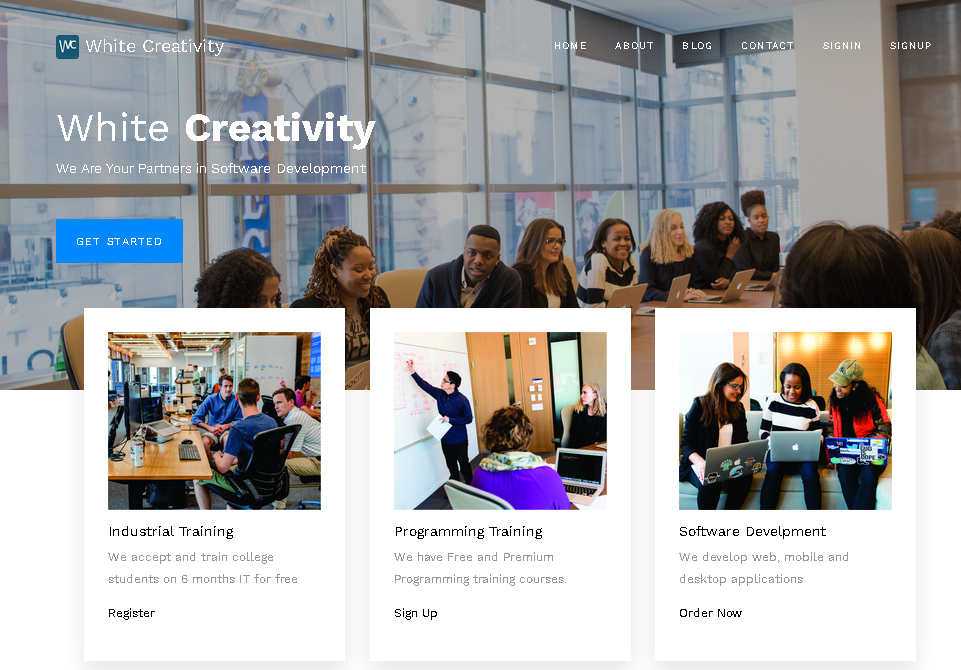 WC White Creativity
HOME ABOUT BLOG CONTACT SIGNIN SIGNUP
White Creativity
We Are Your Partners in Software Development
GET STARTED
Industrial Training
We accept and train college
students on 6 months IT for free
Register
Programming Training
We have Free and Premium
Programming training courses.
Sign Up
Software Develpment
We develop web, mobile and
desktop applications
Order Now